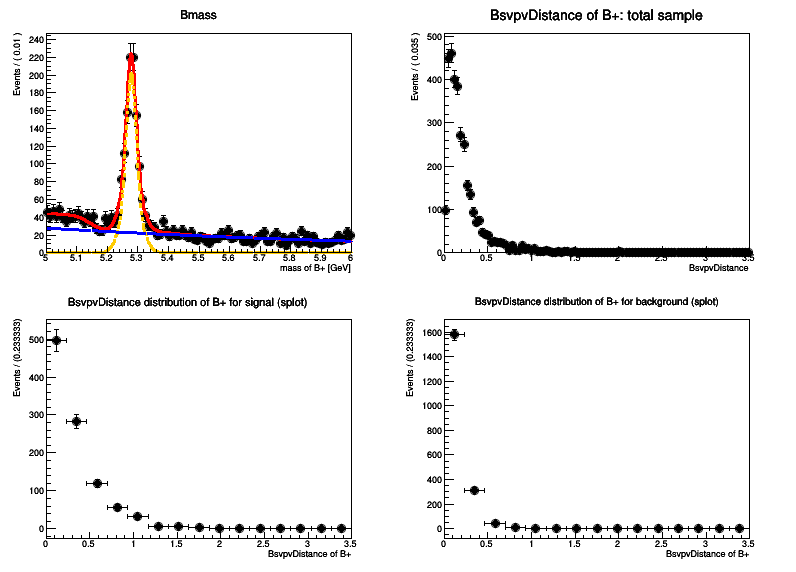 Bmass
Events / ( 0.01 )
240
220
200
180
160
140
120
100
80
60
40
20
0
5 5.1 5.2 5.3 5.4 5.5 5.6 5.7 5.8 5.9 6
mass of B+ [GeV]
BsvpvDistance of B+: total sample
Events / ( 0.035 )
500
400
300
200
100
0
0 0.5 1 1.5 2 2.5 3 3.5
BsvpvDistance
BsvpvDistance distribution of B+ for signal (splot)
Events / (0.233333)
500
400
300
200
100
0
0 0.5 1 1.5 2 2.5 3 3.5
BsvpvDistance of B+
BsvpvDistance distribution of B+ for background (splot)
Events / (0.233333)
1600
1400
1200
1000
800
600
400
200
0
0 0.5 1 1.5 2 2.5 3 3.5
BsvpvDistance of B+